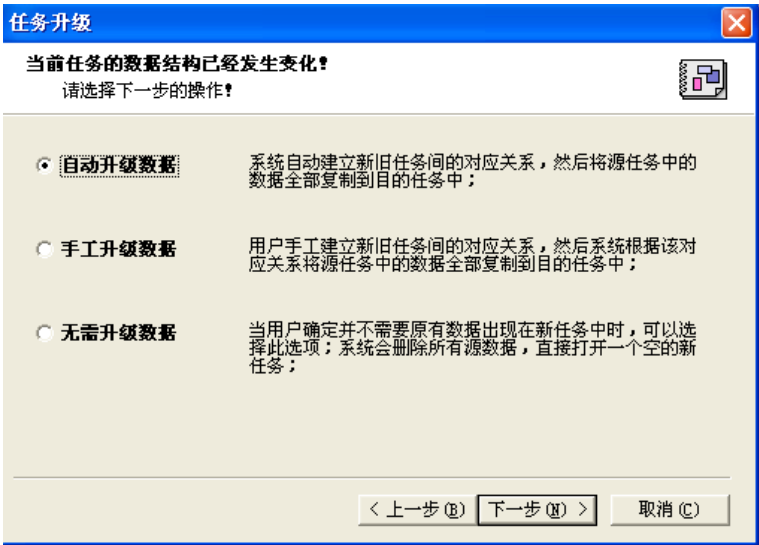 任务升级
当前任务的数据结构已经发生变化！
请选择下一步的操作！
自动升级数据
系统自动建立新旧任务间的对应关系，然后将源任务中的
数据全部复制到目的任务中；
手工升级数据
用户手工建立新旧任务间的对应关系，然后系统根据该对
应关系将源任务中的数据全部复制到目的任务中；
无需升级数据
当用户确定并不需要原有数据出现在新任务中时，可以选
择此选项；系统会删除所有源数据，直接打开一个空的新
任务；
< 上一步(B)
下一步(N) >
取消(C)